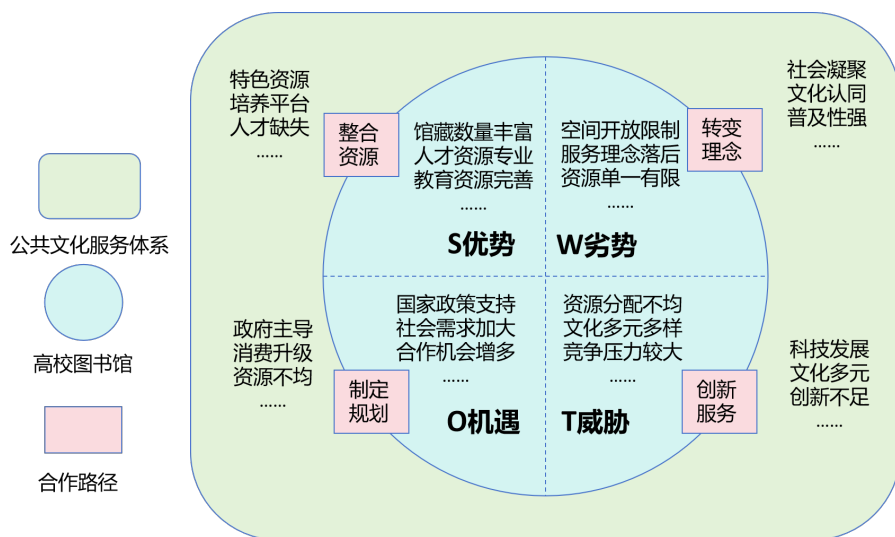 特色资源
培养平台
人才缺失
……
整合
资源
馆藏数量丰富
人才资源专业
教育资源完善
……
S优势
空间开放限制
服务理念落后
资源单一有限
……
W劣势
转变
理念
社会凝聚
文化认同
普及性强
……
公共文化服务体系
高校图书馆
合作路径
政府主导
消费升级
资源不均
……
制定
规划
国家政策支持
社会需求加大
合作机会增多
……
O机遇
资源分配不均
文化多元多样
竞争压力较大
……
T威胁
创新
服务
科技发展
文化多元
创新不足
……